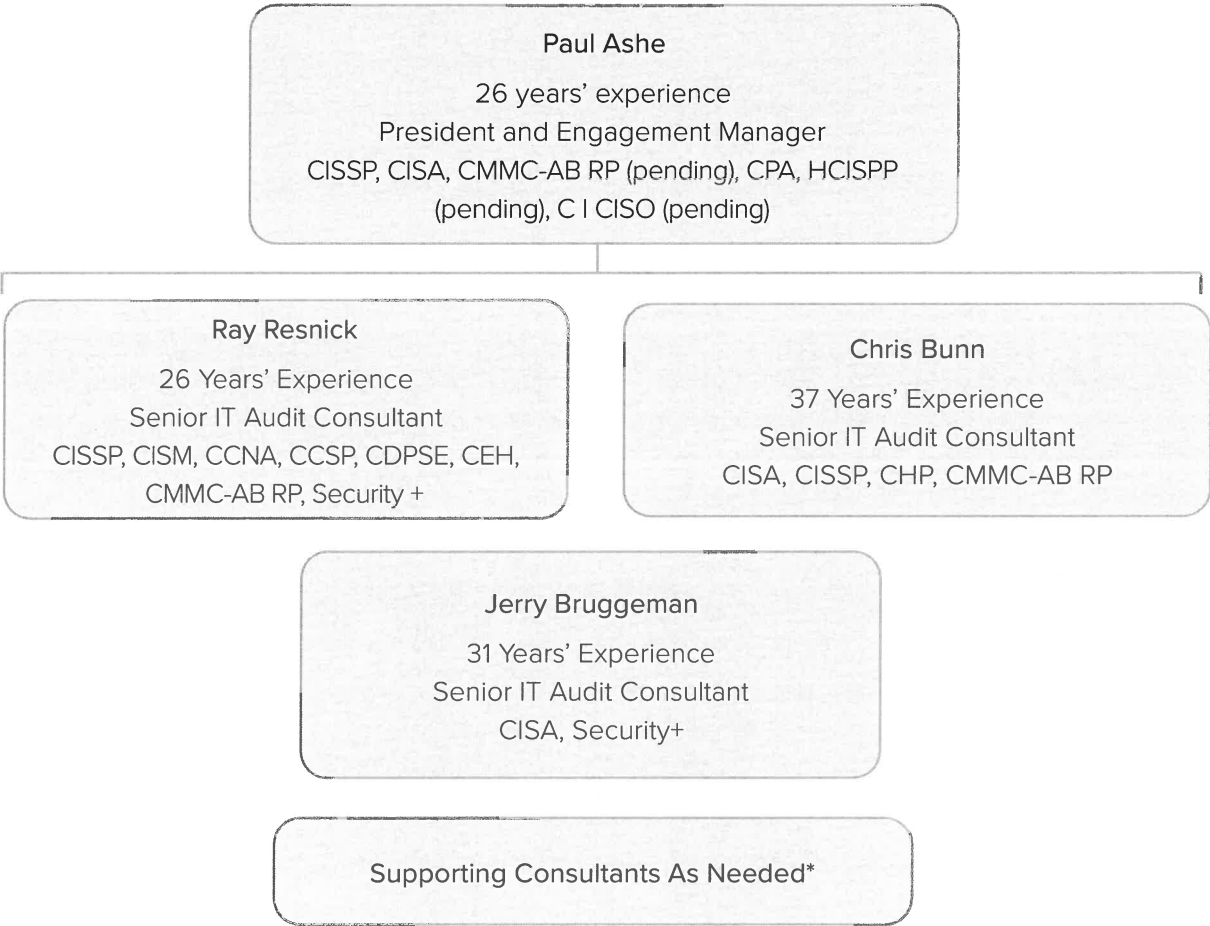 Paul Ashe
26 years’ experience
President and Engagement Manager
CISSP, CISA, CMMC-AB RP (pending), CPA, HCISPP
(pending), C I CISO (pending)
Ray Resnick
26 Years’ Experience
Senior IT Audit Consultant
CISSP, CISM, CCNA, CCSP, CDPSE, CEH,
CMMC-AB RP, Security +
Chris Bunn
37 Years’ Experience
Senior IT Audit Consultant
CISA, CISSP, CHP, CMMC-AB RP
Jerry Bruggeman
31 Years’ Experience
Senior IT Audit Consultant
CISA, Security+
Supporting Consultants As Needed*